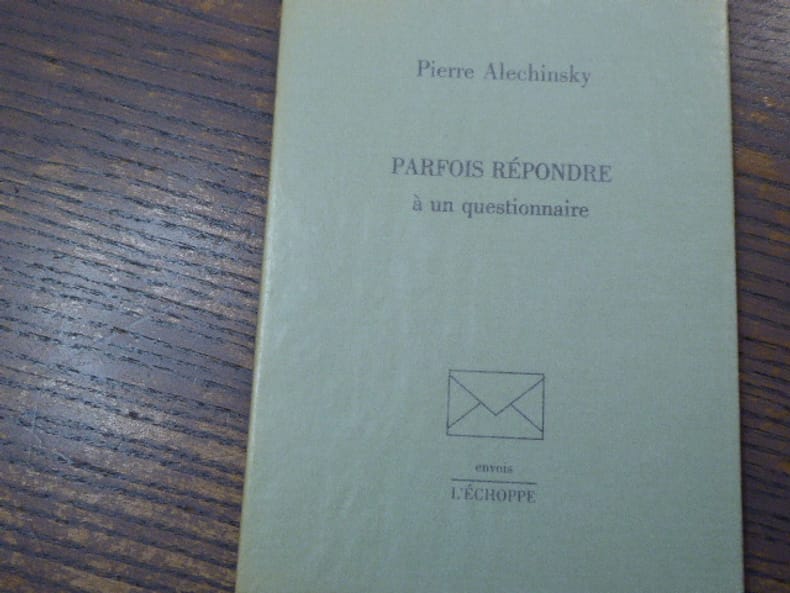 Pierre Alechinsky
PARFOIS RÉPONDRE
à un questionnaire
envois
L'ÉCHOPPE